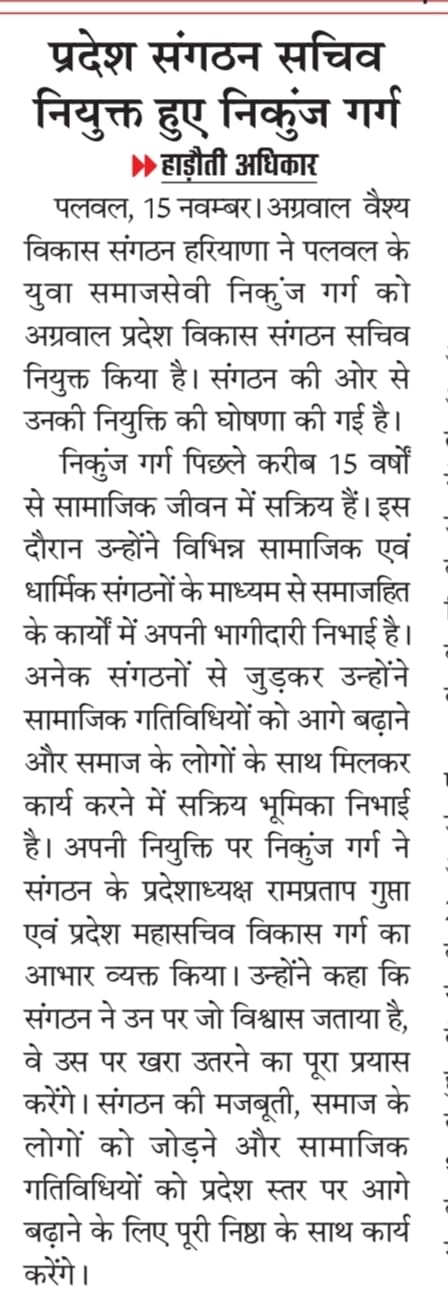 प्रदेश संगठन सचिव
नियुक्त हुए निकुंज गर्ग
हाड़ौती अधिकार
पलवल, 15 नवम्बर। अग्रवाल वैश्य
विकास संगठन हरियाणा ने पलवल के
युवा समाजसेवी निकुंज गर्ग को
अग्रवाल प्रदेश विकास संगठन सचिव
नियुक्त किया है। संगठन की ओर से
उनकी नियुक्ति की घोषणा की गई है।
निकुंज गर्ग पिछले करीब 15 वर्षों
से सामाजिक जीवन में सक्रिय हैं। इस
दौरान उन्होंने विभिन्न सामाजिक एवं
धार्मिक संगठनों के माध्यम से समाजहित
के कार्यों में अपनी भागीदारी निभाई है।
अनेक संगठनों से जुड़कर उन्होंने
सामाजिक गतिविधियों को आगे बढ़ाने
और समाज के लोगों के साथ मिलकर
कार्य करने में सक्रिय भूमिका निभाई
है। अपनी नियुक्ति पर निकुंज गर्ग ने
संगठन के प्रदेशाध्यक्ष रामप्रताप गुप्ता
एवं प्रदेश महासचिव विकास गर्ग का
आभार व्यक्त किया। उन्होंने कहा कि
संगठन ने उन पर जो विश्वास जताया है,
वे उस पर खरा उतरने का पूरा प्रयास
करेंगे। संगठन की मजबूती, समाज के
लोगों को जोड़ने और सामाजिक
गतिविधियों को प्रदेश स्तर पर आगे
बढ़ाने के लिए पूरी निष्ठा के साथ कार्य
करेंगे।